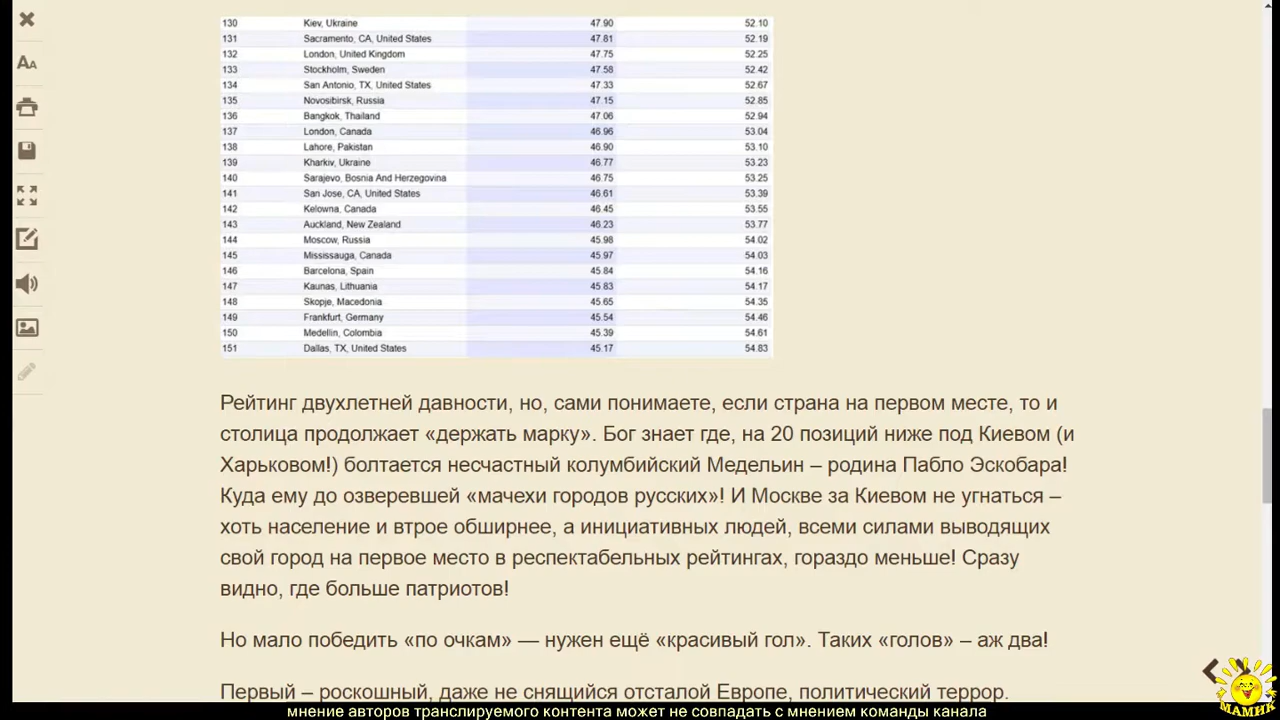 130 Kiev, Ukraine 47.90 52.10
131 Sacramento, CA, United States 47.81 52.19
132 London, United Kingdom 47.75 52.25
133 Stockholm, Sweden 47.58 52.42
134 San Antonio, TX, United States 47.33 52.67
135 Novosibirsk, Russia 47.15 52.85
136 Bangkok, Thailand 47.06 52.94
137 London, Canada 46.96 53.04
138 Lahore, Pakistan 46.90 53.10
139 Kharkiv, Ukraine 46.77 53.23
140 Sarajevo, Bosnia And Herzegovina 46.75 53.25
141 San Jose, CA, United States 46.61 53.39
142 Kelowna, Canada 46.45 53.55
143 Auckland, New Zealand 46.23 53.77
144 Moscow, Russia 45.98 54.02
145 Mississauga, Canada 45.97 54.03
146 Barcelona, Spain 45.84 54.16
147 Kaunas, Lithuania 45.83 54.17
148 Skopje, Macedonia 45.65 54.35
149 Frankfurt, Germany 45.54 54.46
150 Medellin, Colombia 45.39 54.61
151 Dallas, TX, United States 45.17 54.83
Рейтинг двухлетней давности, но, сами понимаете, если страна на первом месте, то и
столица продолжает «держать марку». Бог знает где, на 20 позиций ниже под Киевом (и
Харьковом!) болтается несчастный колумбийский Медельин – родина Пабло Эскобара!
Куда ему до озверевшей «мачехи городов русских»! И Москве за Киевом не угнаться –
хоть население и втрое обширнее, а инициативных людей, всеми силами выводящих
свой город на первое место в респектабельных рейтингах, гораздо меньше! Сразу
видно, где больше патриотов!
Но мало победить «по очкам» — нужен ещё «красивый гол». Таких «голов» – аж два!
Первый – роскошный, даже не снящийся отсталой Европе, политический террор.
МАМИК
мнение авторов транслируемого контента может не совпадать с мнением команды канала